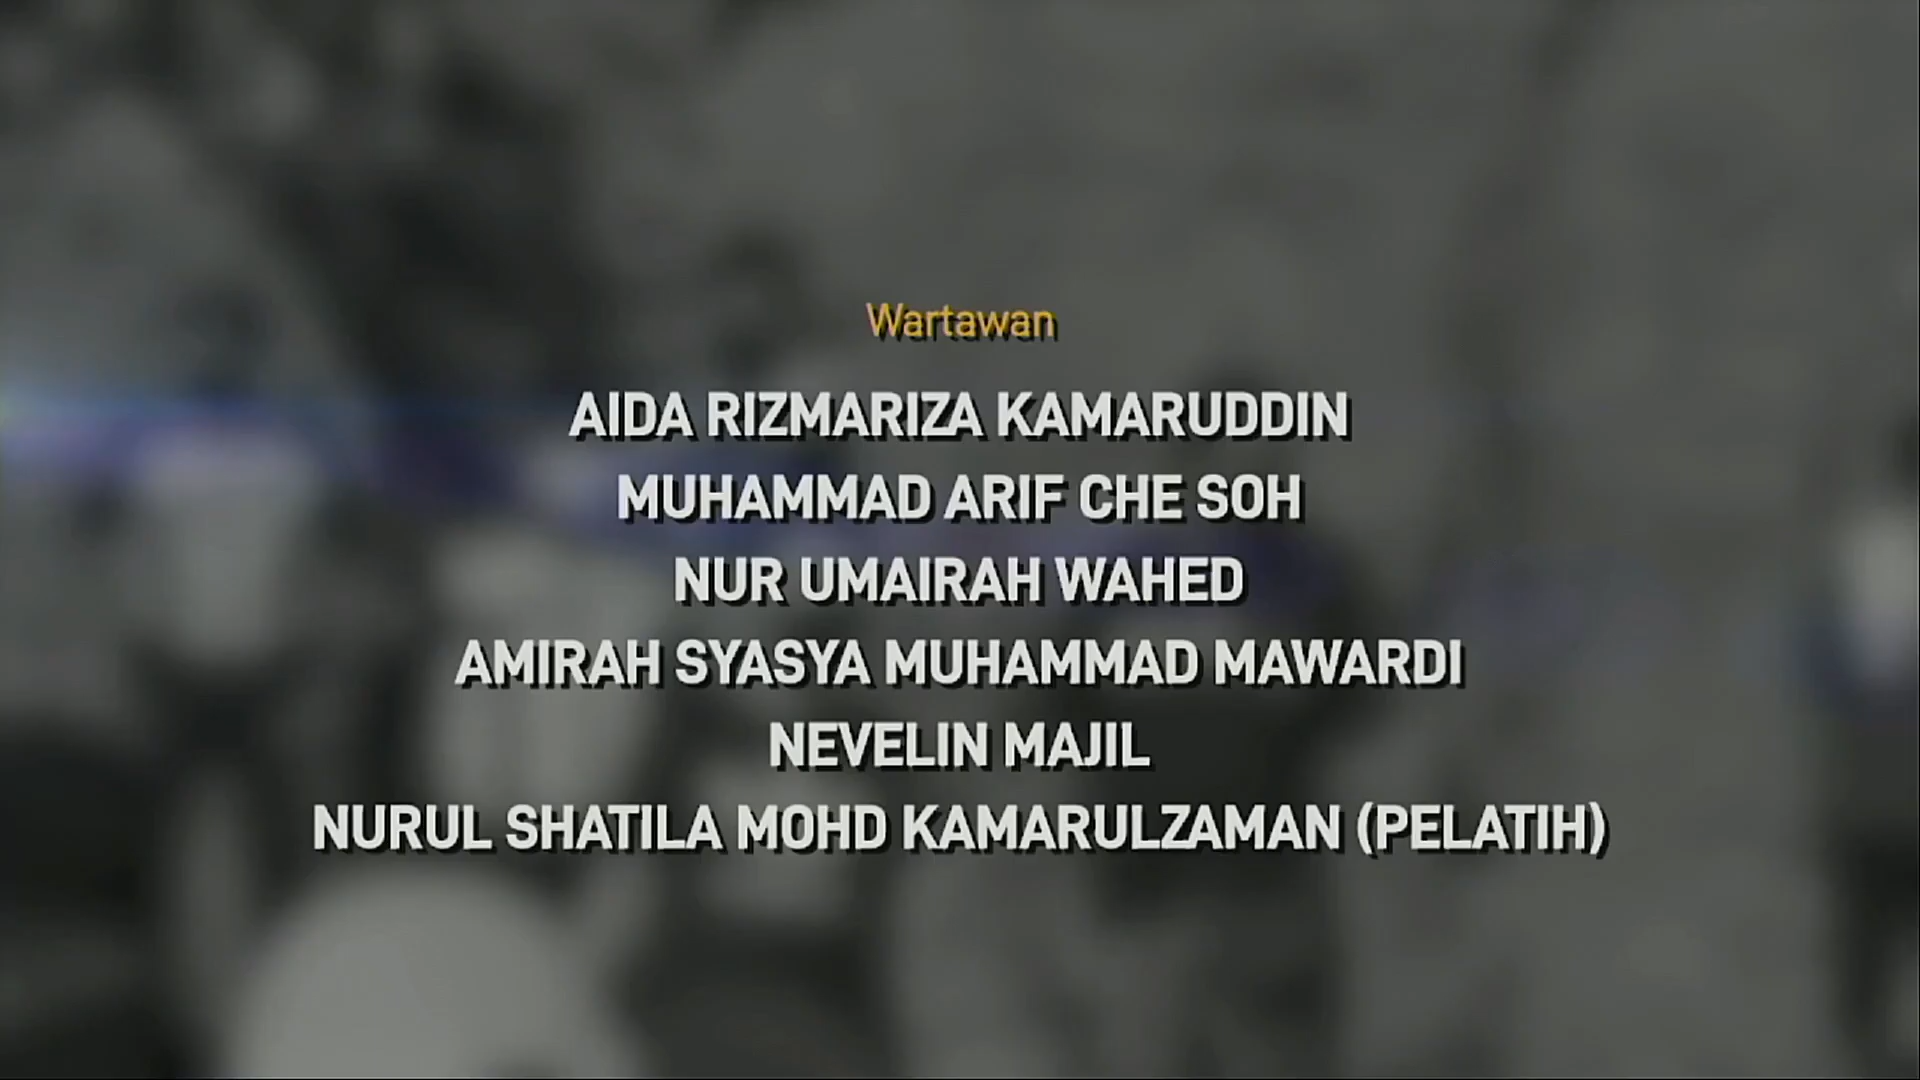 Wartawan
AIDA RIZMARIZA KAMARUDDIN
MUHAMMAD ARIF CHE SOH
NUR UMAIRAH WAHED
AMIRAH SYASYA MUHAMMAD MAWARDI
NEVELIN MAJIL
NURUL SHATILA MOHD KAMARULZAMAN (PELATIH)